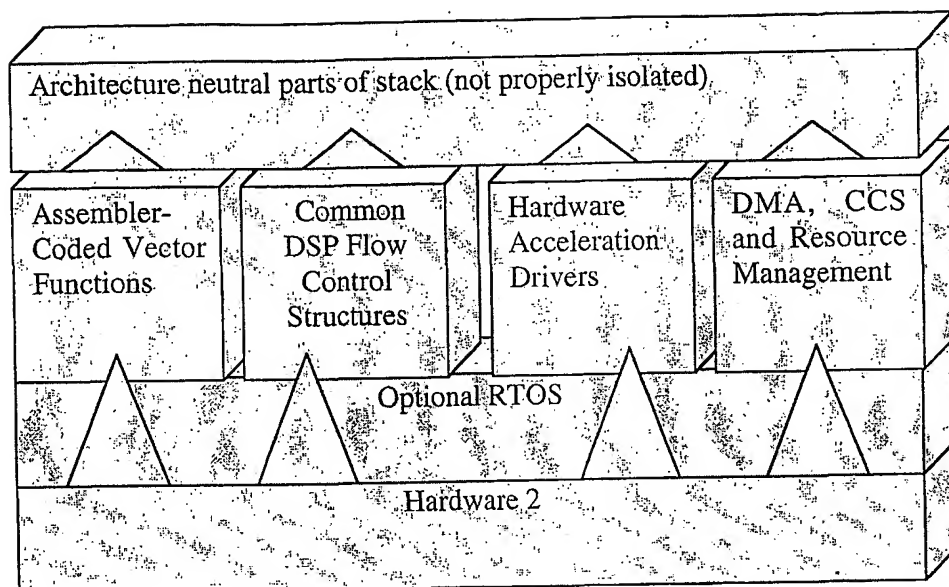 Architecture neutral parts of stack (not properly isolated)
Assembler-
Coded Vector
Functions
Common
DSP Flow
Control
Structures
Hardware
Acceleration
Drivers
DMA, CCS
and Resource
Management
Optional RTOS
Hardware 2